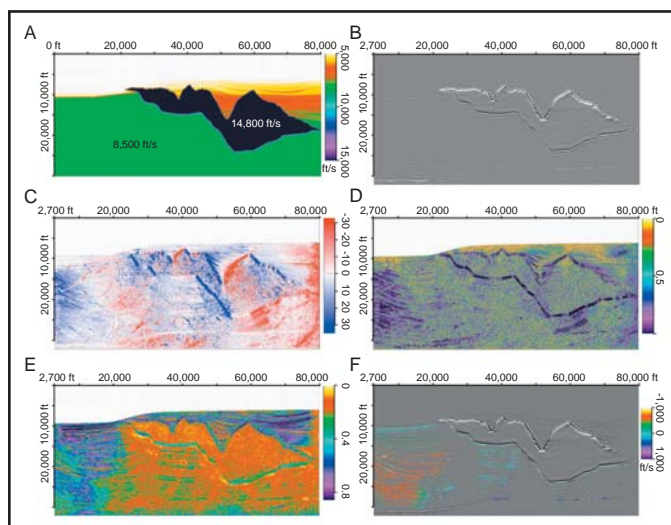 A
0 ft 20,000 40,000 60,000 80,000
10,000 ft
20,000
8,500 ft/s
14,800 ft/s
5,000
10,000
15,000
ft/s
B
2,700 20,000 40,000 60,000 80,000 ft
10,000 ft
20,000
C
2,700 ft 20,000 40,000 60,000 80,000
10,000 ft
20,000
-30
-20
-10
0
10
20
30
D
2,700 20,000 40,000 60,000 80,000 ft
10,000 ft
20,000
0
0.5
E
2,700 ft 20,000 40,000 60,000 80,000
10,000 ft
20,000
0
0.4
0.8
F
2,700 20,000 40,000 60,000 80,000 ft
10,000 ft
20,000
-1,000
0
1,000
ft/s